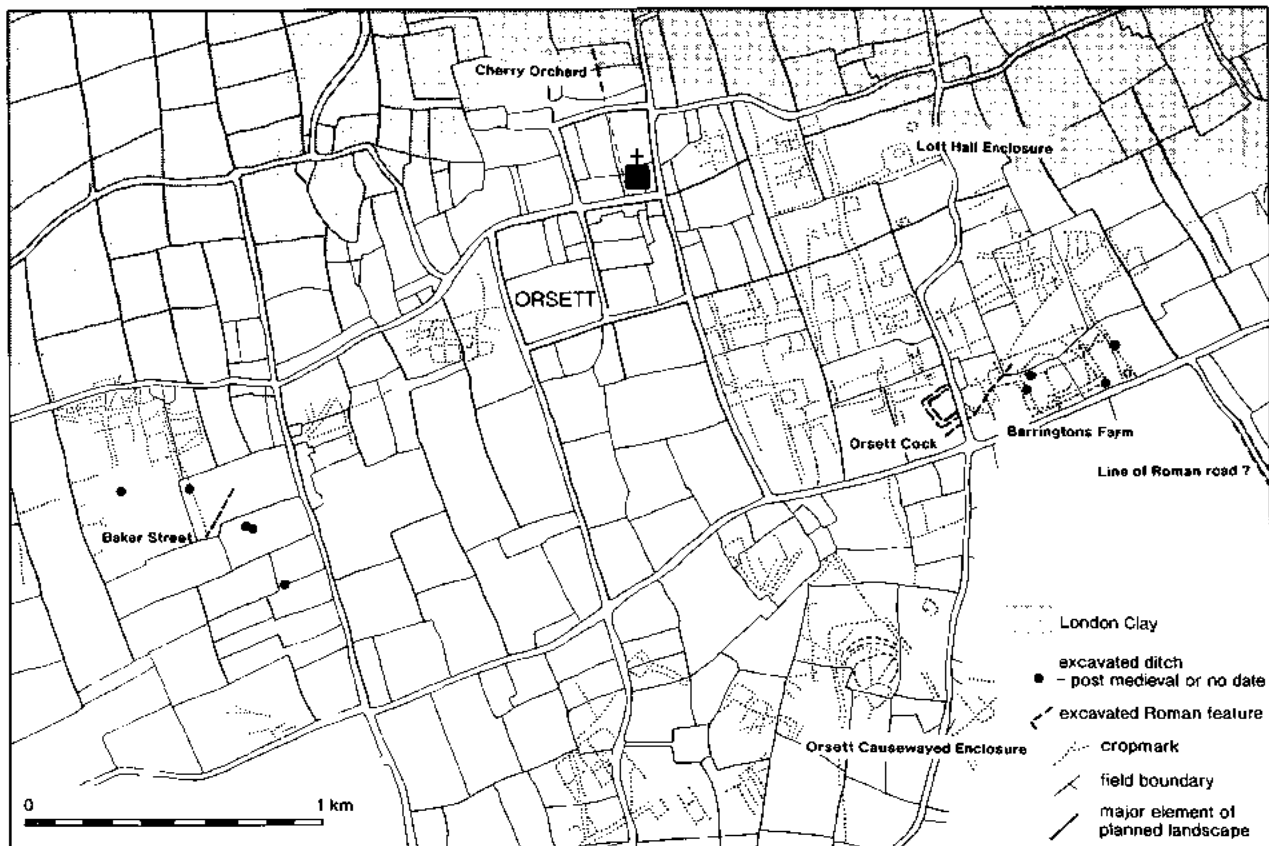 Cherry Orchard
Loft Hall Enclosure
ORSETT
Orsett Cock
Barringtons Farm
Line of Roman road ?
Baker Street
Orsett Causewayed Enclosure
London Clay
excavated ditch
– post medieval or no date
excavated Roman feature
cropmark
field boundary
major element of
planned landscape
0
1 km